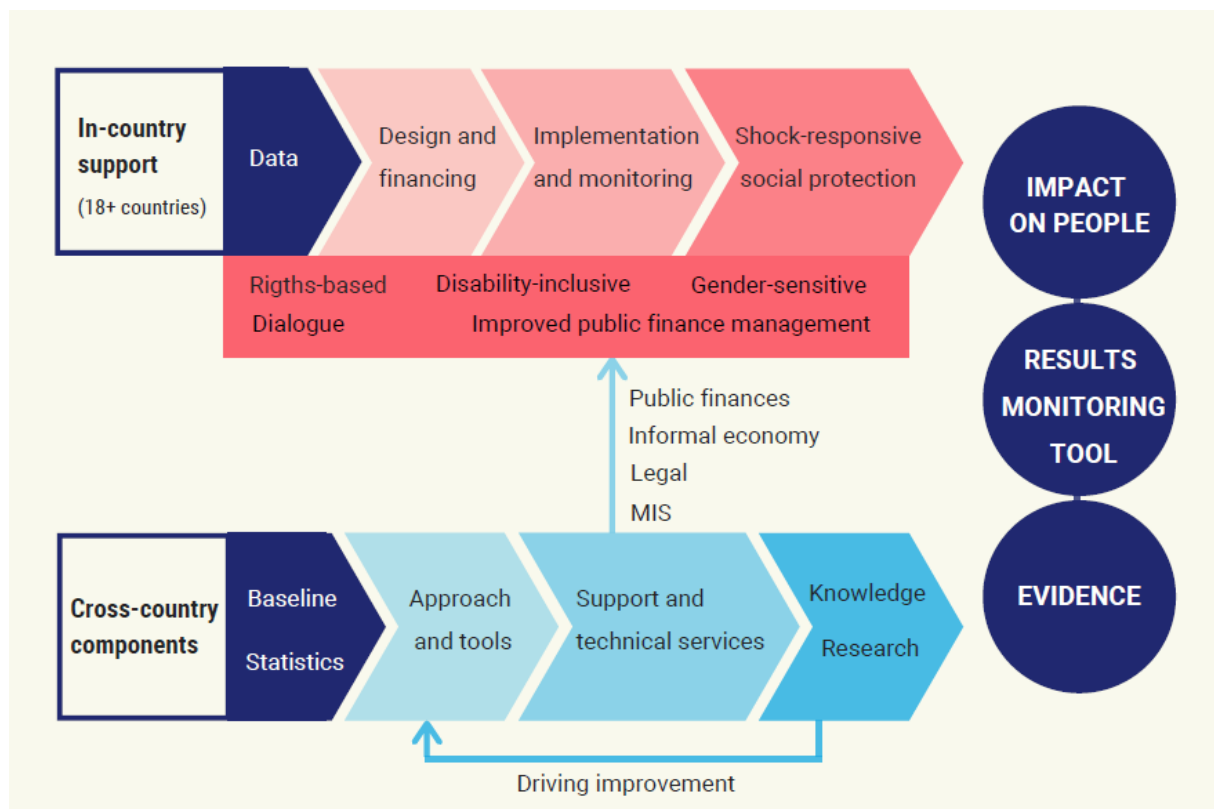 In-country
support
(18+ countries)
Data
Design and
financing
Implementation
and monitoring
Shock-responsive
social protection
Rigths-based
Disability-inclusive
Gender-sensitive
Dialogue
Improved public finance management
Public finances
Informal economy
Legal
MIS
Cross-country
components
Baseline
Statistics
Approach
and tools
Support and
technical services
Knowledge
Research
Driving improvement
IMPACT
ON PEOPLE
RESULTS
MONITORING
TOOL
EVIDENCE